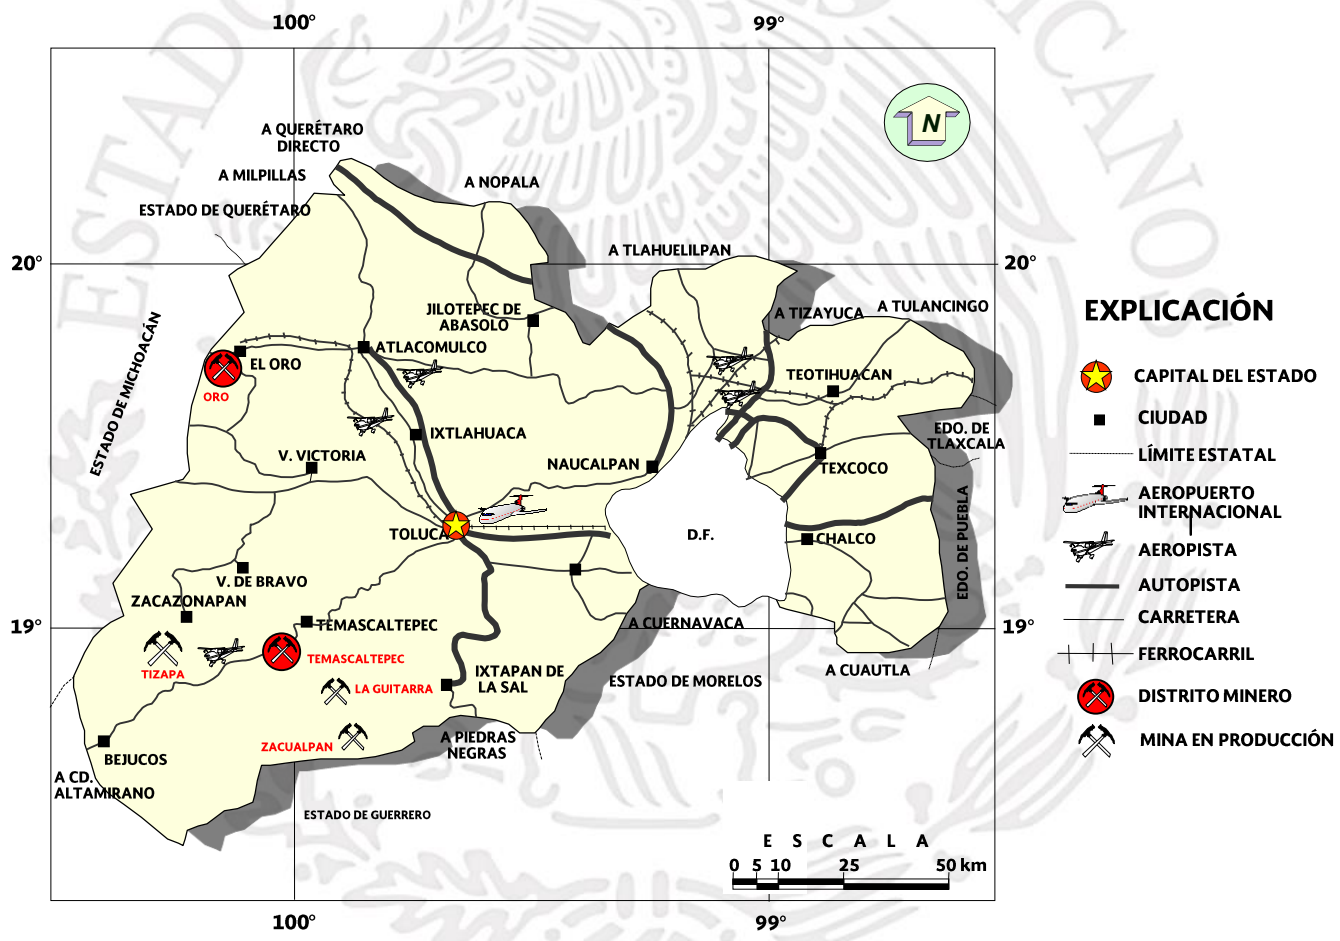 100°
99°
A QUERÉTARO
DIRECTO
A MILPILLAS
A NOPALA
ESTADO DE QUERÉTARO
A TLAHUELILPAN
20°
20°
A TULANCINGO
A TIZAYUCA
JILOTEPEC DE
ABASOLO
ESTADO DE MICHOACÁN
ATLACOMULCO
EL ORO
ORO
TEOTIHUACAN
IXTLAHUACA
EDO. DE
TLAXCALA
V. VICTORIA
NAUCALPAN
TEXCOCO
TOLUCA
D.F.
CHALCO
EDO. DE PUEBLA
V. DE BRAVO
ZACAZONAPAN
TEMASCALTEPEC
A CUERNAVACA
19°
19°
TEMASCALTEPEC
TIZAPA
LA GUITARRA
IXTAPAN DE
LA SAL
ESTADO DE MORELOS
A CUAUTLA
ZACUALPAN
A PIEDRAS
NEGRAS
BEJUCOS
A CD.
ALTAMIRANO
ESTADO DE GUERRERO
E S C A L A
0 5 10 25 50 km
100°
99°
EXPLICACIÓN
CAPITAL DEL ESTADO
CIUDAD
LÍMITE ESTATAL
AEROPUERTO
INTERNACIONAL
AEROPISTA
AUTOPISTA
CARRETERA
FERROCARRIL
DISTRITO MINERO
MINA EN PRODUCCIÓN